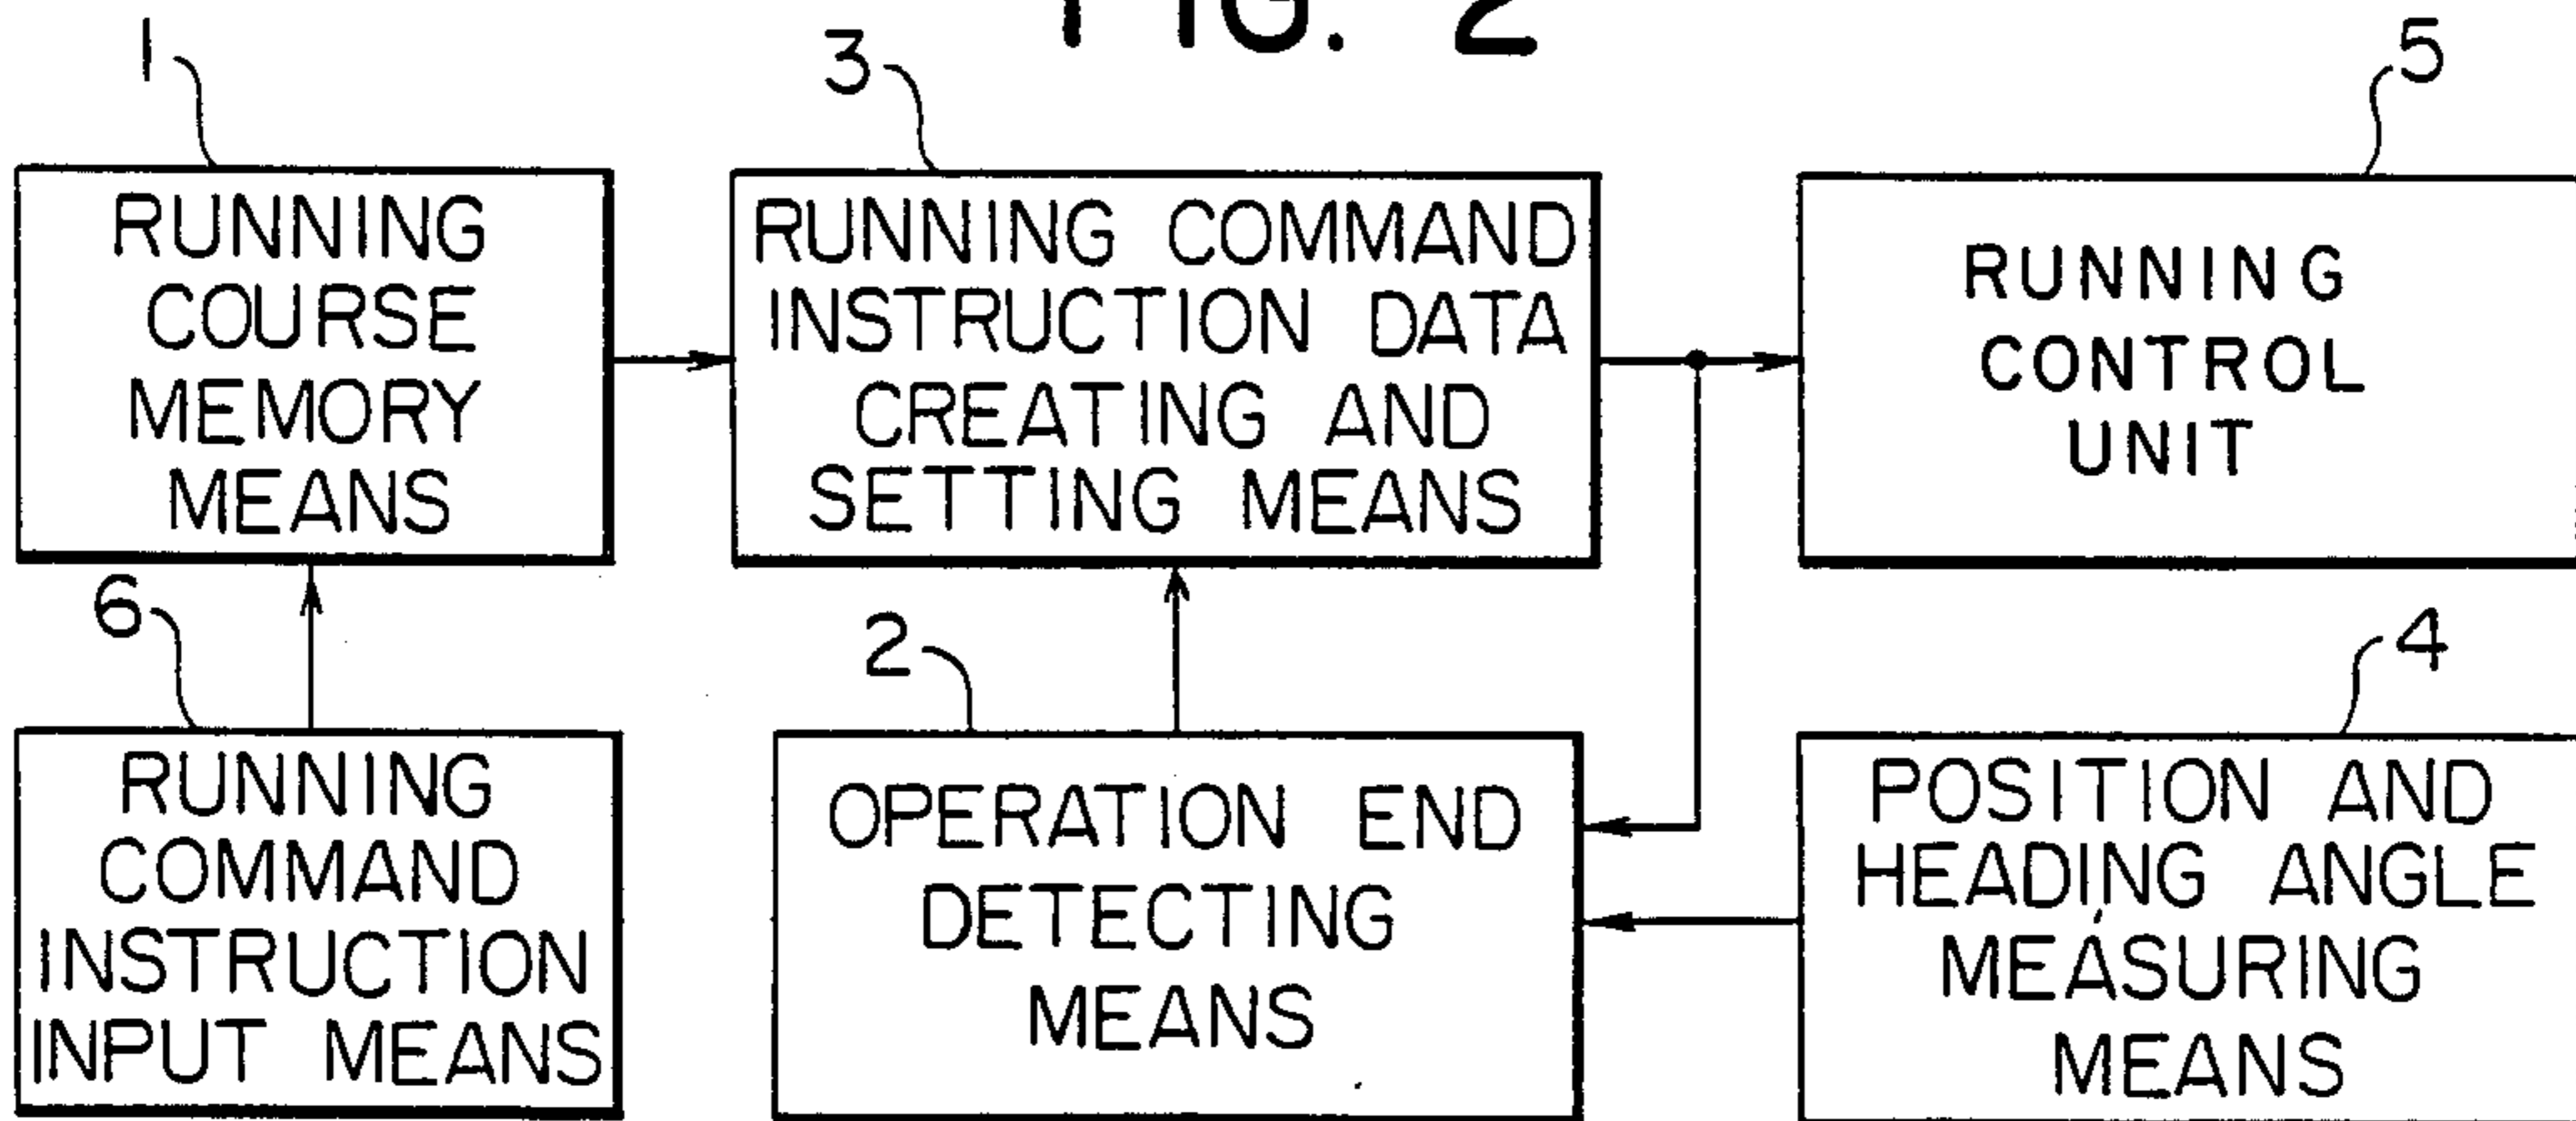 FIG. 2
1
3
5
RUNNING
COURSE
MEMORY
MEANS
RUNNING COMMAND
INSTRUCTION DATA
CREATING AND
SETTING MEANS
RUNNING
CONTROL
UNIT
6
2
4
RUNNING
COMMAND
INSTRUCTION
INPUT MEANS
OPERATION END
DETECTING
MEANS
POSITION AND
HEADING ANGLE
MEASURING
MEANS